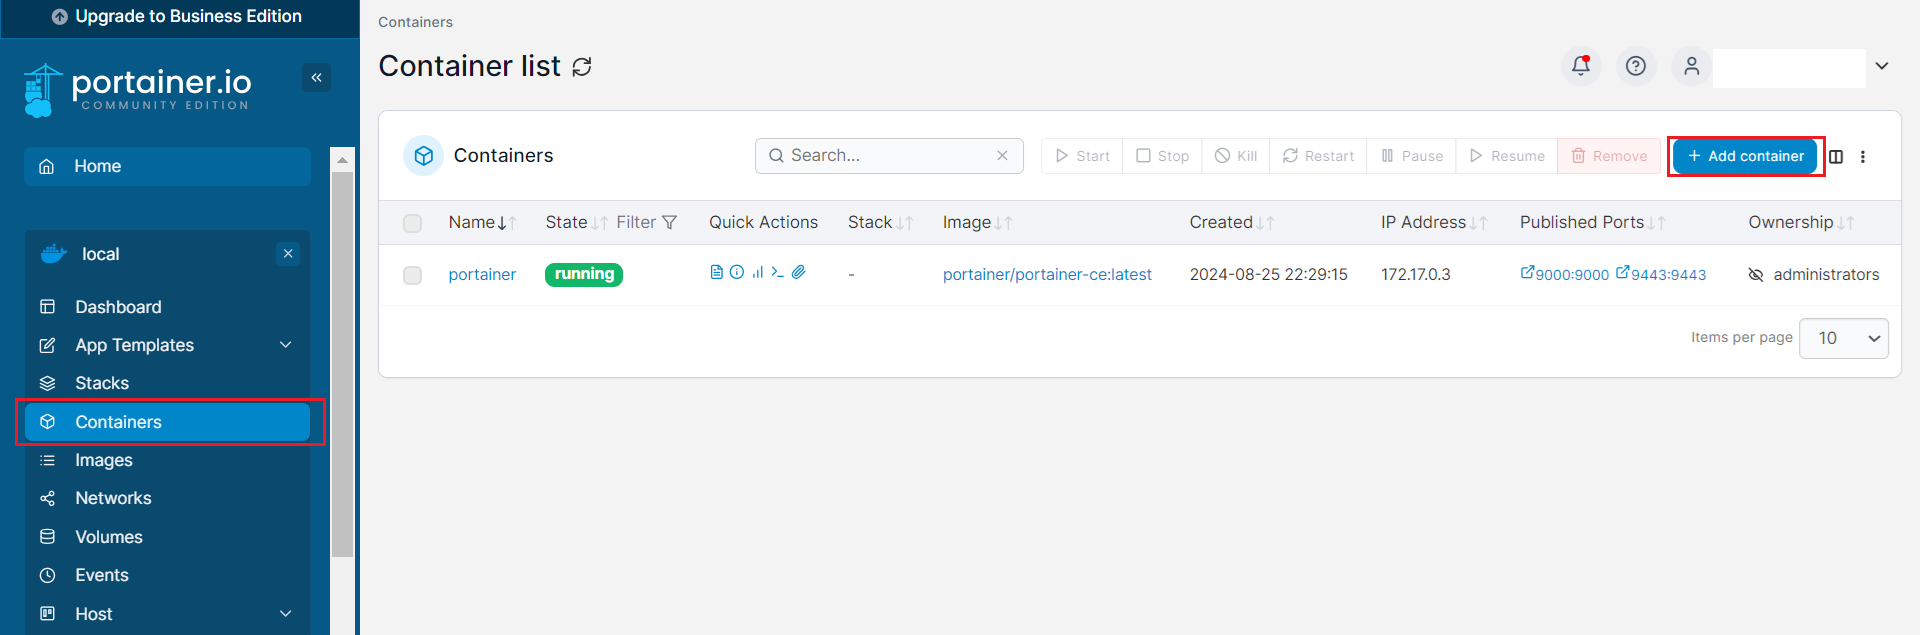 Upgrade to Business Edition
portainer.io
COMMUNITY EDITION
Home
local
Dashboard
App Templates
Stacks
Containers
Images
Networks
Volumes
Events
Host
Containers
Container list
Containers
Search...
Start Stop Kill Restart Pause Resume Remove + Add container
Name State Filter Quick Actions Stack Image Created IP Address Published Ports Ownership
portainer running - portainer/portainer-ce:latest 2024-08-25 22:29:15 172.17.0.3 9000:9000 9443:9443 administrators
Items per page 10